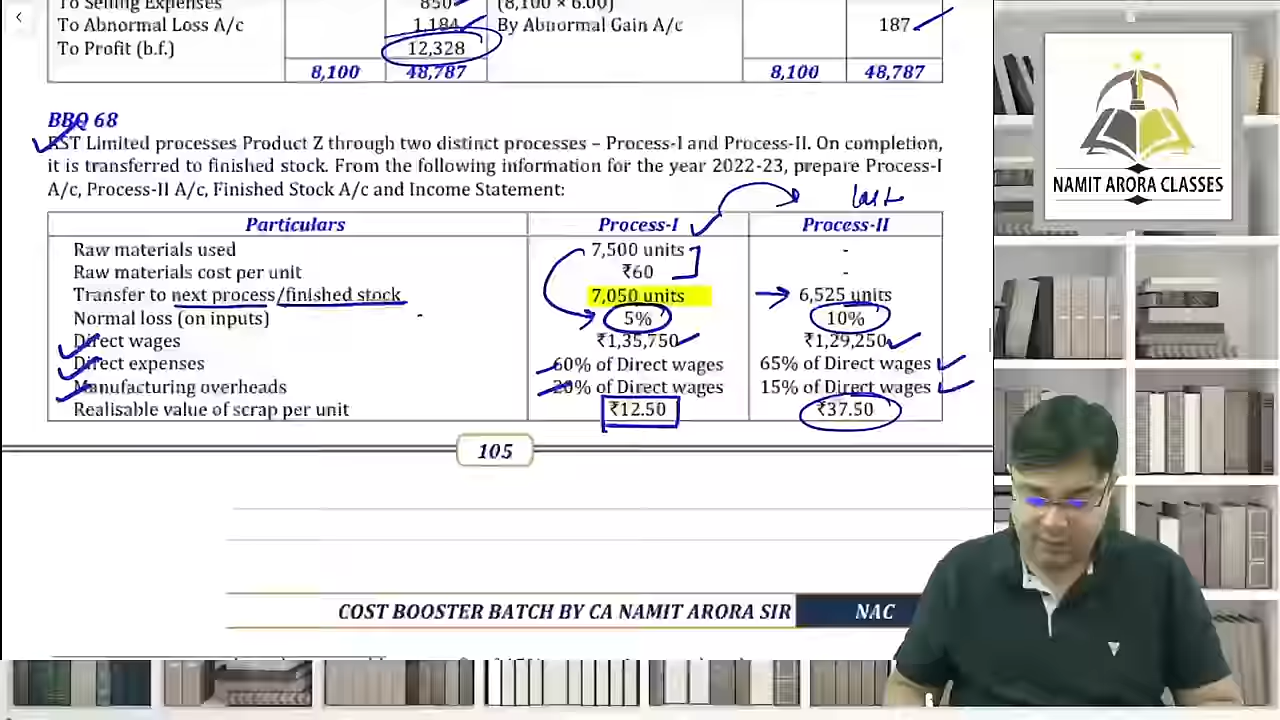 To Selling Expenses 850 (8,100 × 6.00)
To Abnormal Loss A/c 1,184 By Abnormal Gain A/c 187
To Profit (b.f.) 12,328
8,100 48,787 8,100 48,787
BBQ 68
RST Limited processes Product Z through two distinct processes – Process-I and Process-II. On completion,
it is transferred to finished stock. From the following information for the year 2022-23, prepare Process-I
A/c, Process-II A/c, Finished Stock A/c and Income Statement:
last
Particulars Process-I Process-II
Raw materials used 7,500 units -
Raw materials cost per unit ₹60 -
Transfer to next process/finished stock 7,050 units 6,525 units
Normal loss (on inputs) 5% 10%
Direct wages ₹1,35,750 ₹1,29,250
Direct expenses 60% of Direct wages 65% of Direct wages
Manufacturing overheads 20% of Direct wages 15% of Direct wages
Realisable value of scrap per unit ₹12.50 ₹37.50
105
COST BOOSTER BATCH BY CA NAMIT ARORA SIR NAC
NAMIT ARORA CLASSES